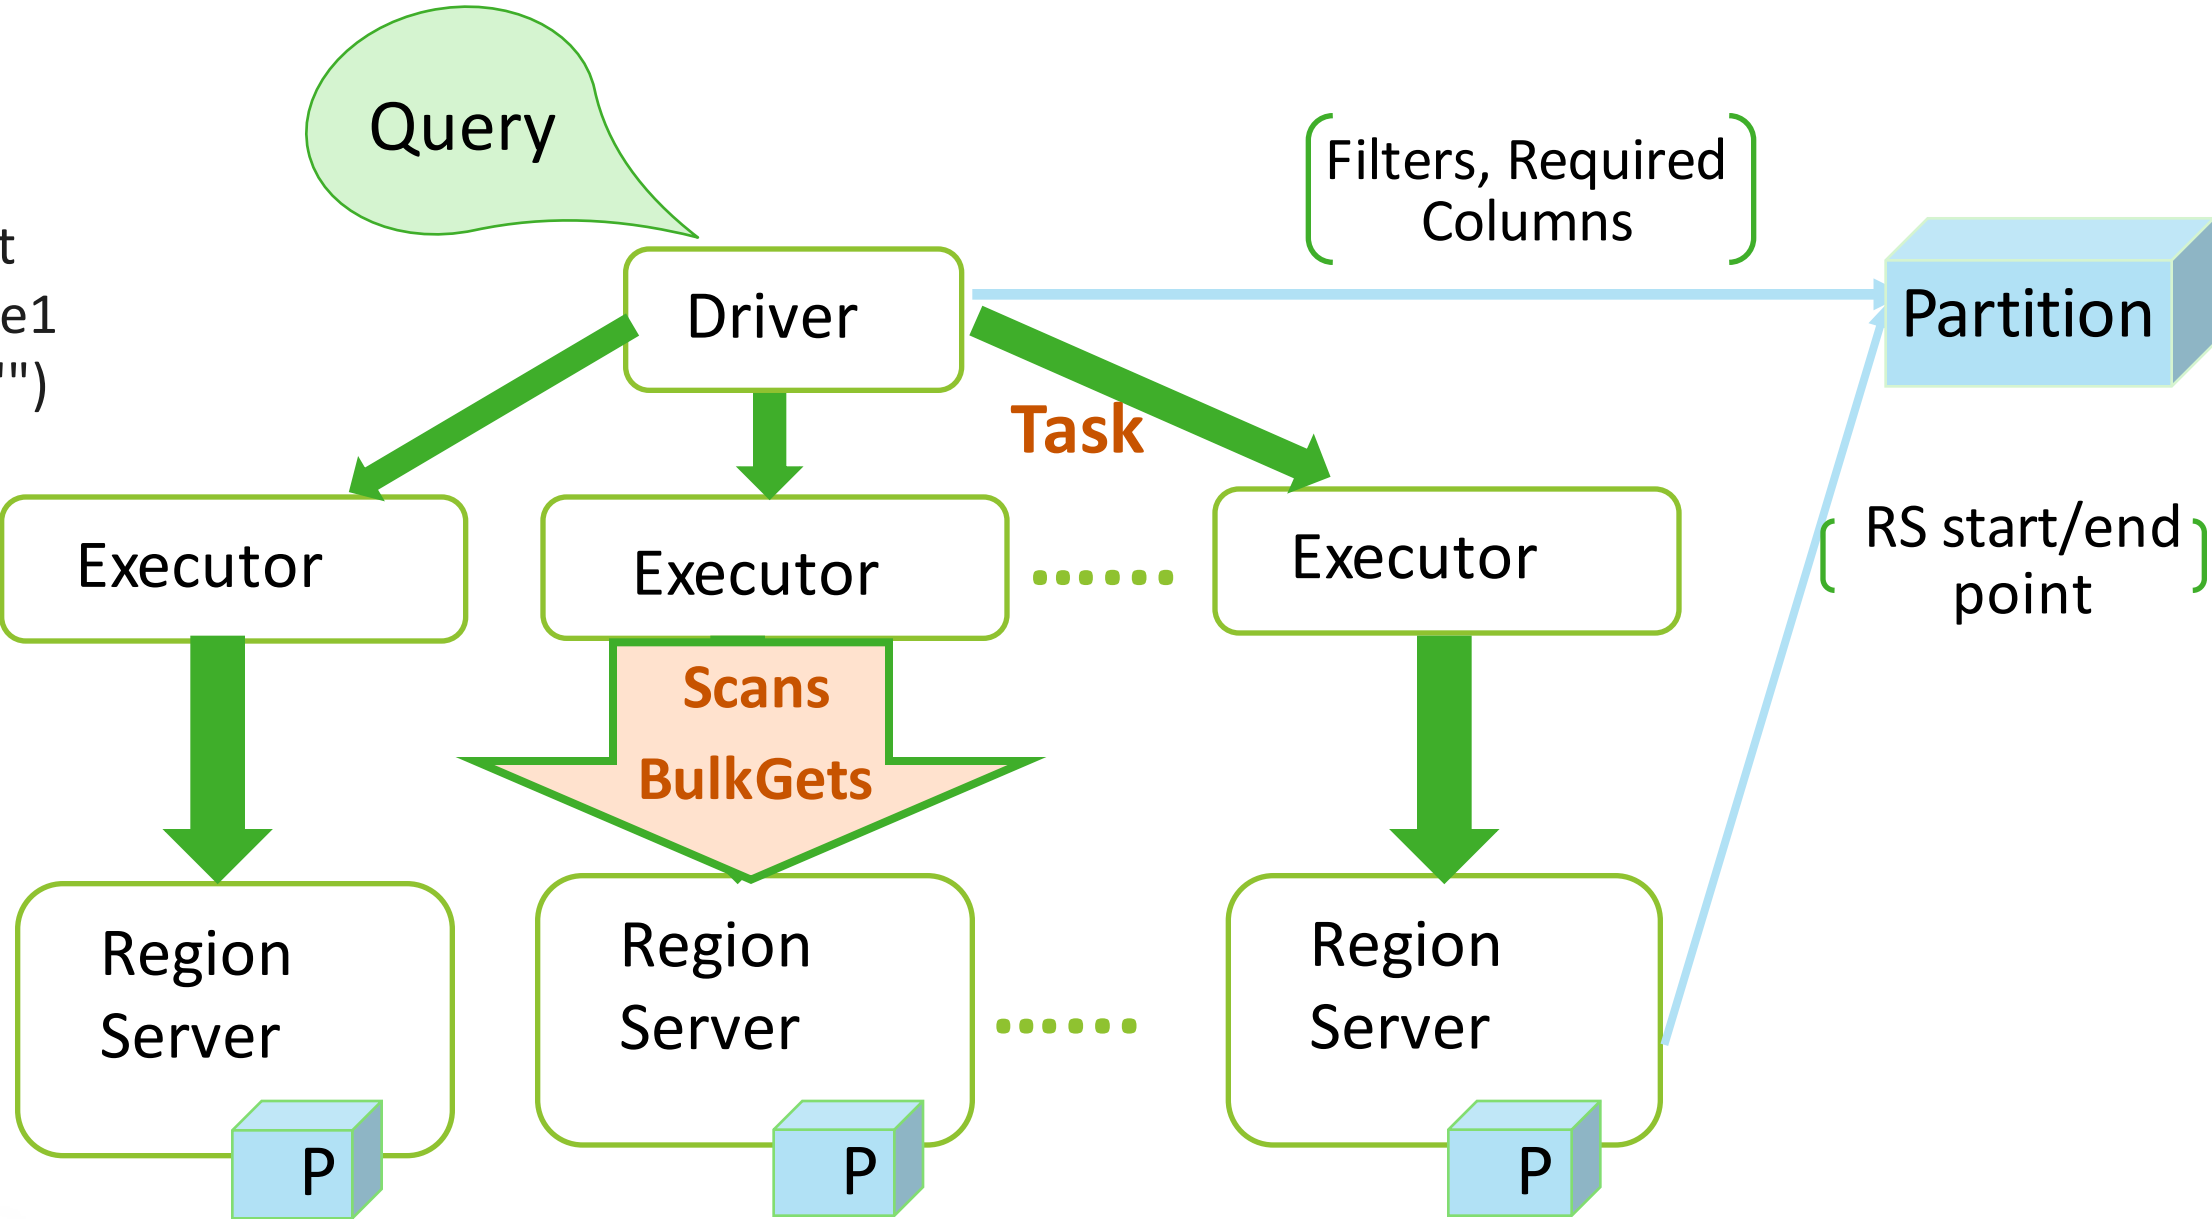 Query
Filters, Required
Columns
t
e1
"")
Driver
Partition
Task
Executor
Executor
Executor
RS start/end
point
Scans
BulkGets
Region
Server
Region
Server
Region
Server
P
P
P